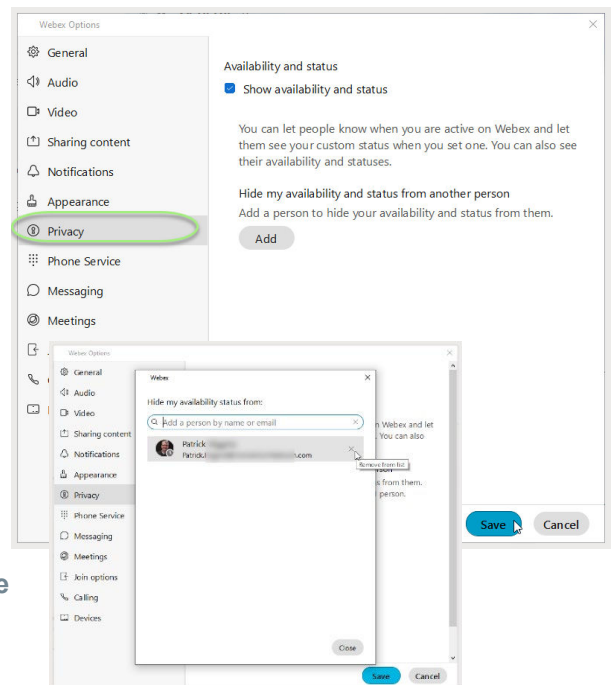 Webex Options
General
Audio
Video
Sharing content
Notifications
Appearance
Privacy
Phone Service
Messaging
Meetings
Availability and status
Show availability and status
You can let people know when you are active on Webex and let
them see your custom status when you set one. You can also see
their availability and statuses.
Hide my availability and status from another person
Add a person to hide your availability and status from them.
Add
Save
Cancel
Webex Options
General
Audio
Video
Sharing content
Notifications
Appearance
Privacy
Phone Service
Messaging
Meetings
Join options
Calling
Devices
Webex
Hide my availability status from:
Add a person by name or email
Patrick
.com
Remove from list
Close
n Webex and let
You can also
s from them.
person.
Save
Cancel
e